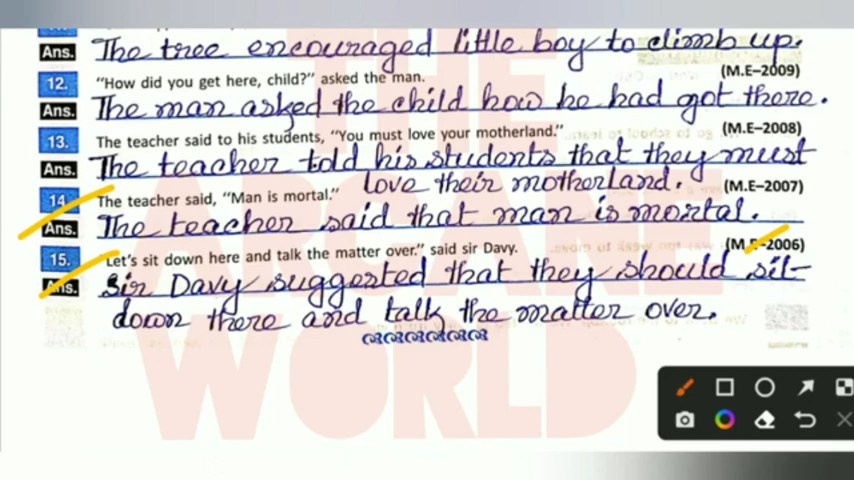 Ans. The tree encouraged little boy to climb up.
(M.E-2009)
12. "How did you get here, child?" asked the man.
Ans. The man asked the child how he had got there.
(M.E-2008)
13. The teacher said to his students, "You must love your motherland."
Ans. The teacher told his students that they must
love their motherland.
(M.E-2007)
14 The teacher said, "Man is mortal."
Ans. The teacher said that man is mortal.
(M.E-2006)
15. Let's sit down here and talk the matter over." said sir Davy.
Ans. Sir Davy suggested that they should sit
down there and talk the matter over.
THE
ARCANE
WORLD